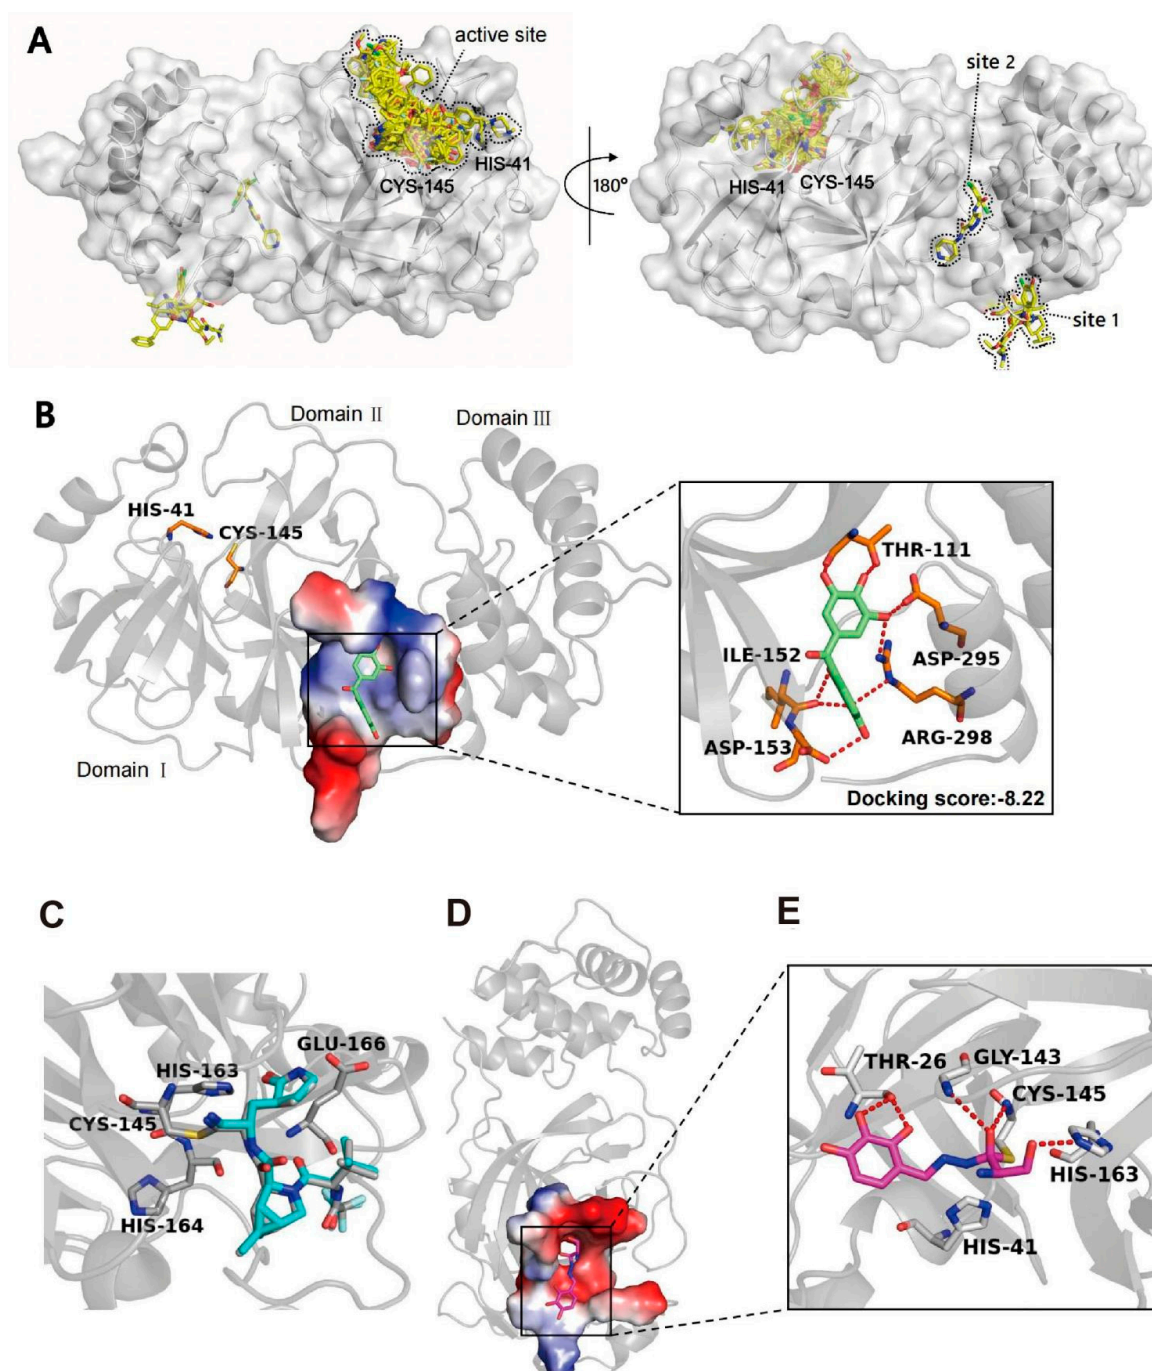 A
active site
HIS-41
CYS-145
180°
HIS-41
CYS-145
site 2
site 1
B
Domain II
Domain III
HIS-41
CYS-145
Domain I
THR-111
ILE-152
ASP-295
ASP-153
ARG-298
Docking score:-8.22
C
HIS-163
GLU-166
CYS-145
HIS-164
D
E
THR-26
GLY-143
CYS-145
HIS-163
HIS-41